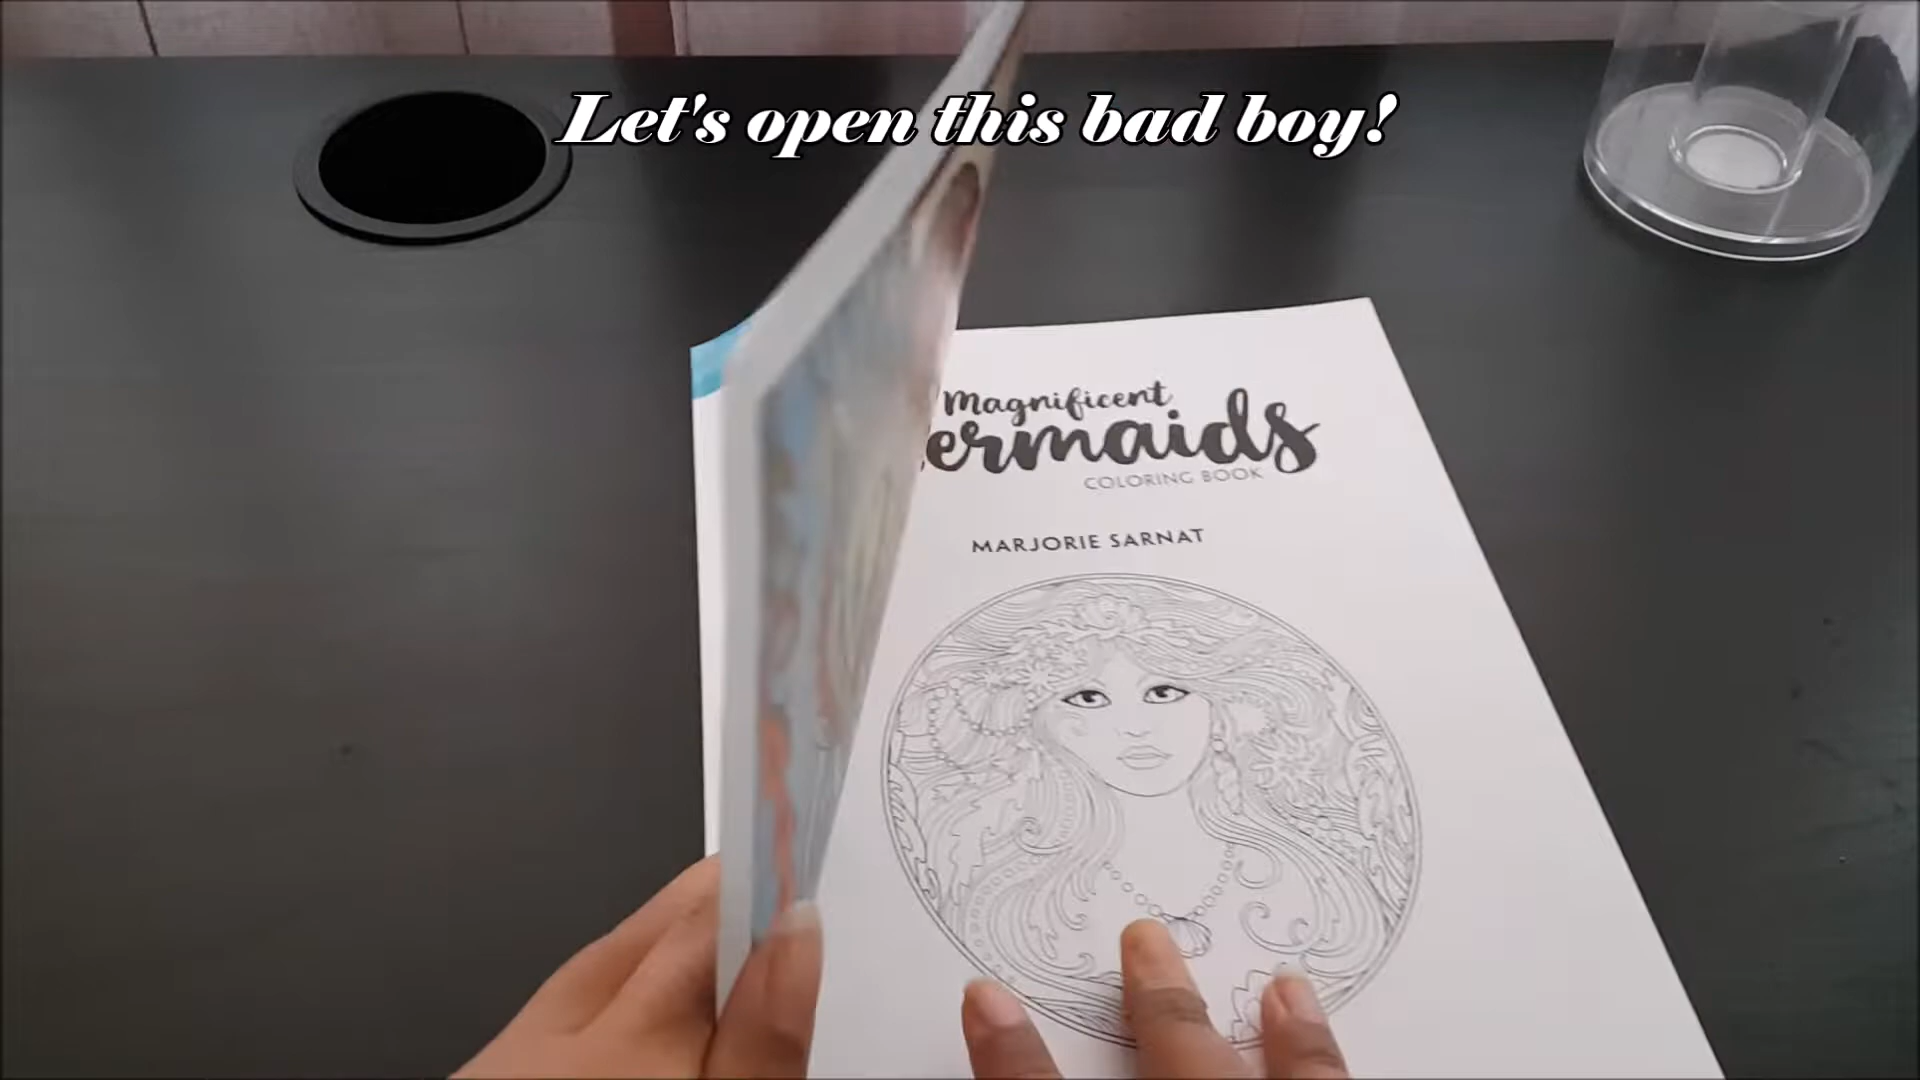 Let's open this bad boy!
Magnificent
ermaids
COLORING BOOK
MARJORIE SARNAT